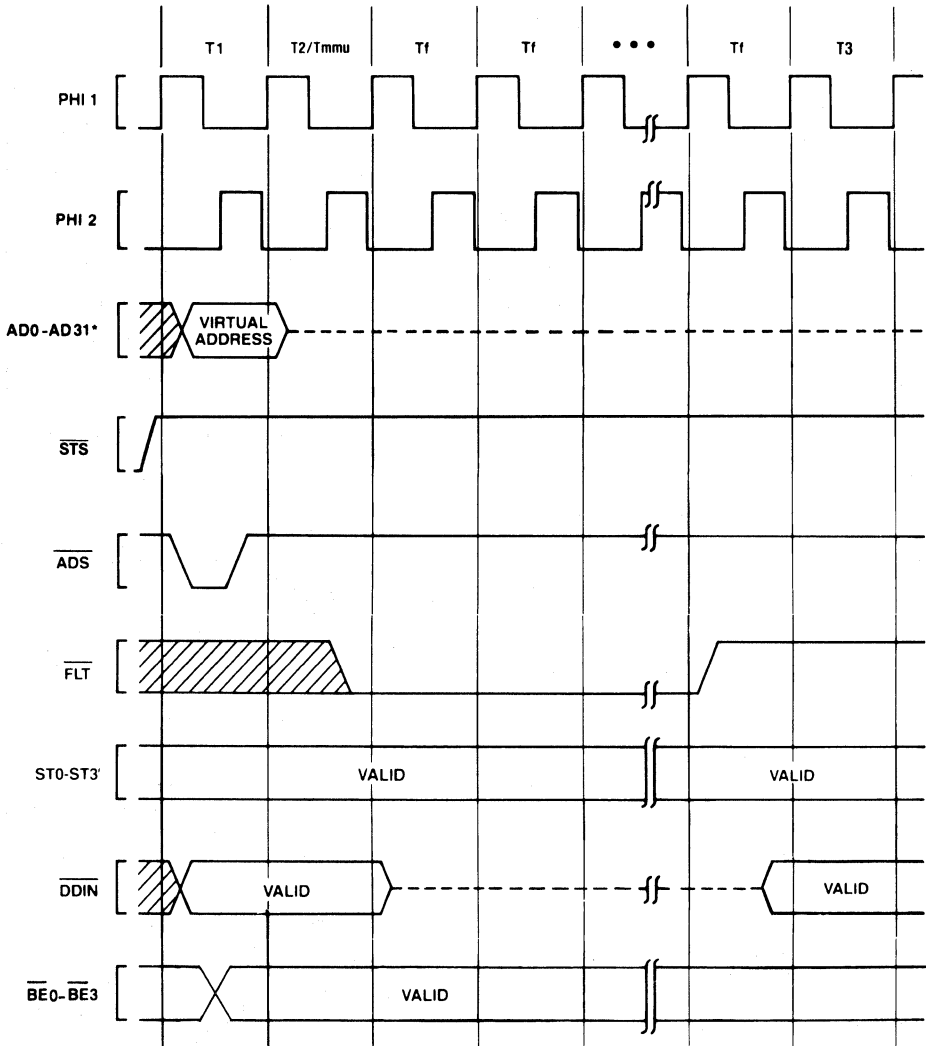 T1 T2/Tmmu Tf Tf • • • Tf T3
PHI 1
PHI 2
AD0-AD31*
VIRTUAL
ADDRESS
STS
ADS
FLT
ST0-ST3'
VALID
VALID
DDIN
VALID
VALID
BE0-BE3
VALID